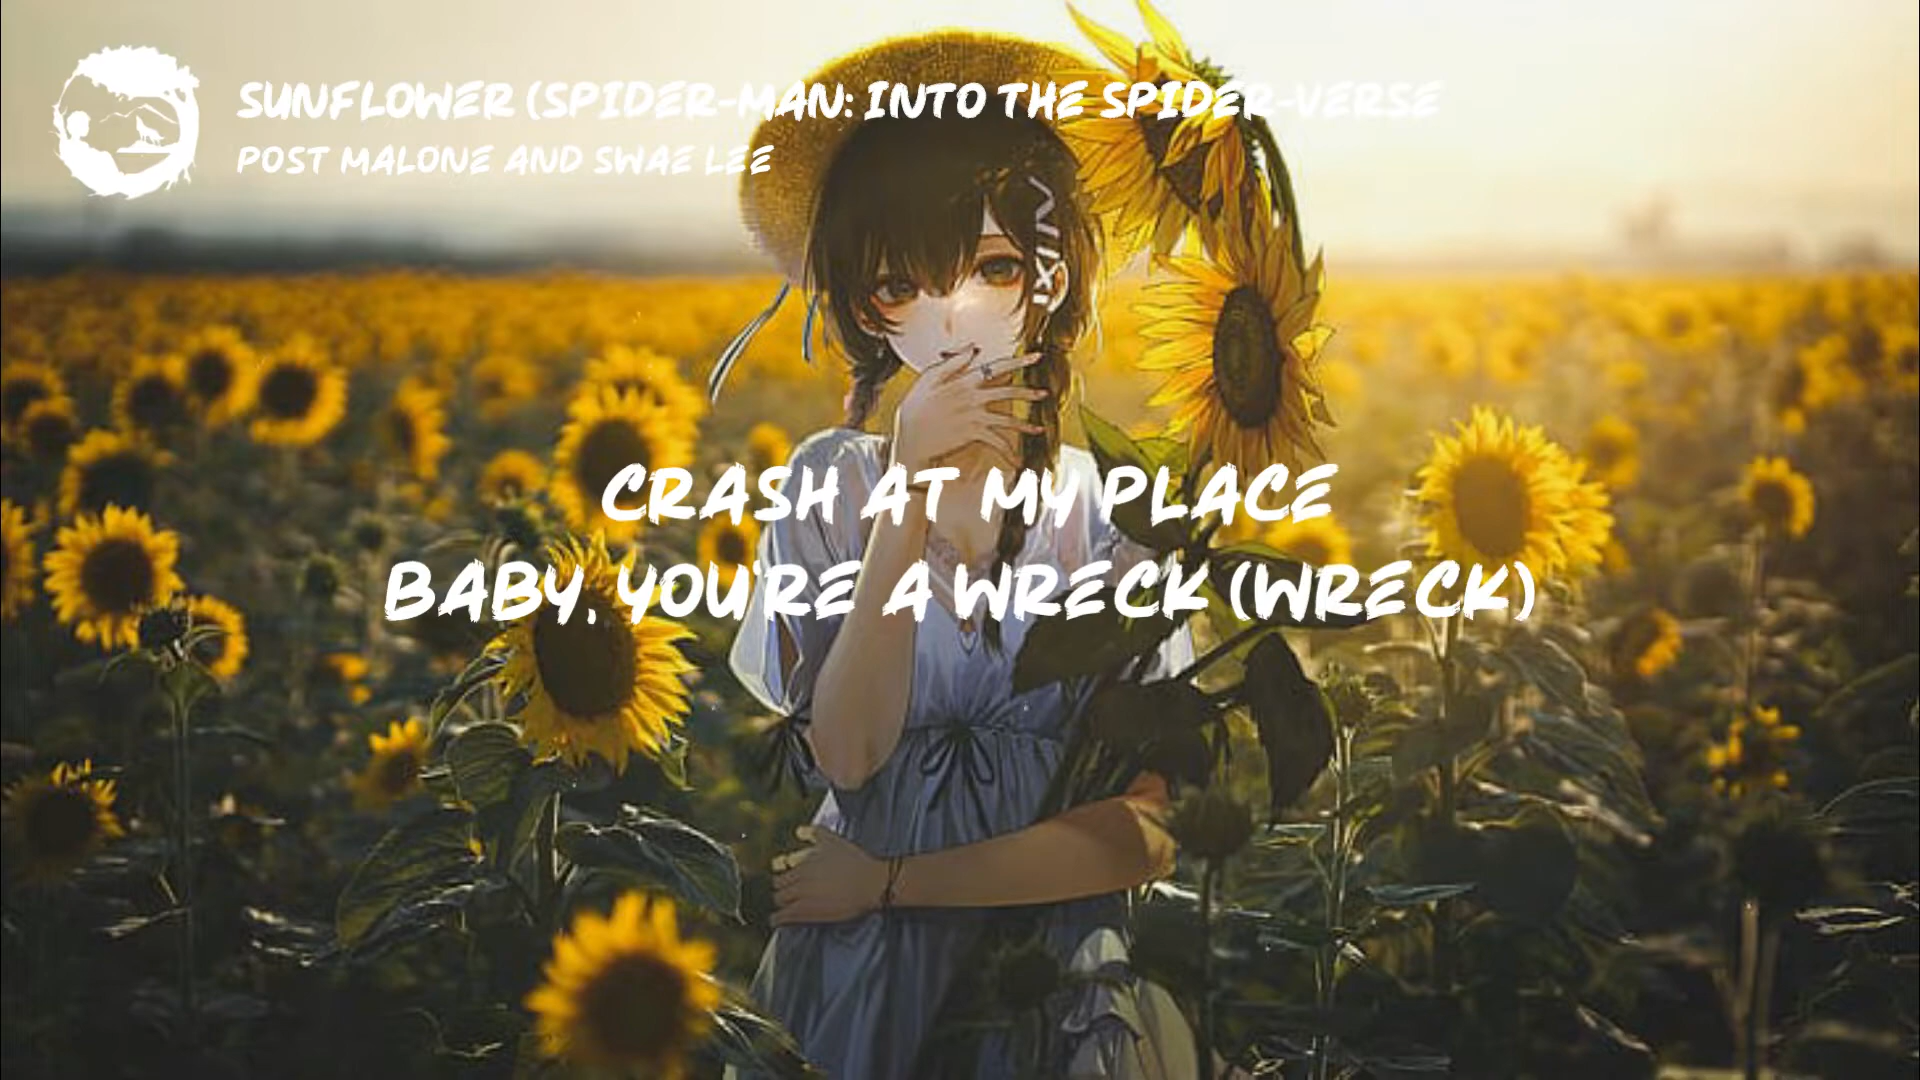 SUNFLOWER (SPIDER-MAN: INTO THE SPIDER-VERSE
POST MALONE AND SWAE LEE
CRASH AT MY PLACE
BABY, YOU'RE A WRECK (WRECK)